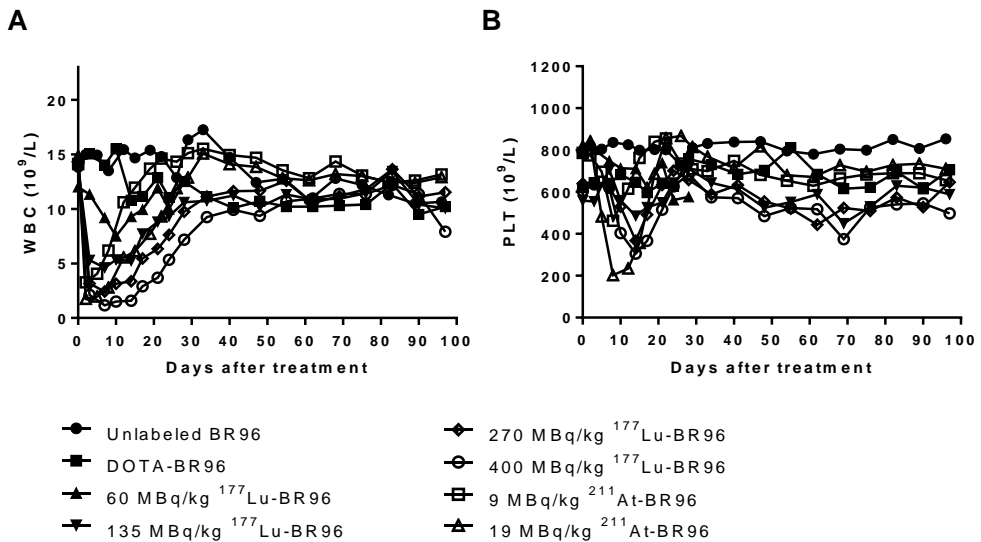 A
B
WBC (10^9/L)
20
15
10
5
0
0 10 20 30 40 50 60 70 80 90 100
Days after treatment
PLT (10^9/L)
1200
1000
800
600
400
200
0
0 10 20 30 40 50 60 70 80 90 100
Days after treatment
Unlabeled BR96
DOTA-BR96
60 MBq/kg ^177Lu-BR96
135 MBq/kg ^177Lu-BR96
270 MBq/kg ^177Lu-BR96
400 MBq/kg ^177Lu-BR96
9 MBq/kg ^211At-BR96
19 MBq/kg ^211At-BR96